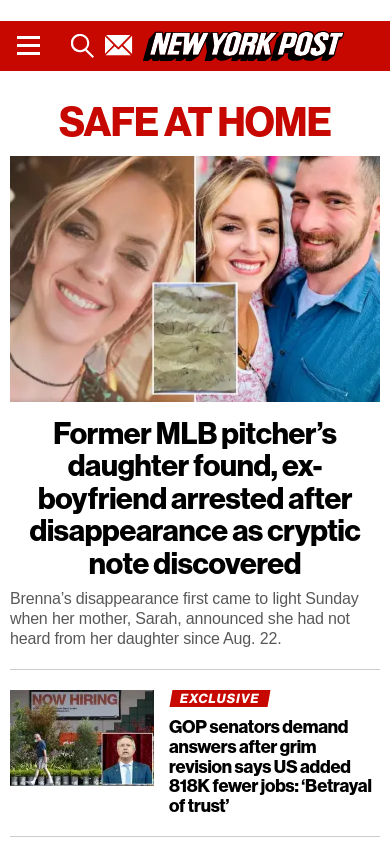 NEW YORK POST
SAFE AT HOME
Former MLB pitcher’s
daughter found, ex-
boyfriend arrested after
disappearance as cryptic
note discovered
Brenna’s disappearance first came to light Sunday
when her mother, Sarah, announced she had not
heard from her daughter since Aug. 22.
NOW HIRING
EXCLUSIVE
GOP senators demand
answers after grim
revision says US added
818K fewer jobs: ‘Betrayal
of trust’